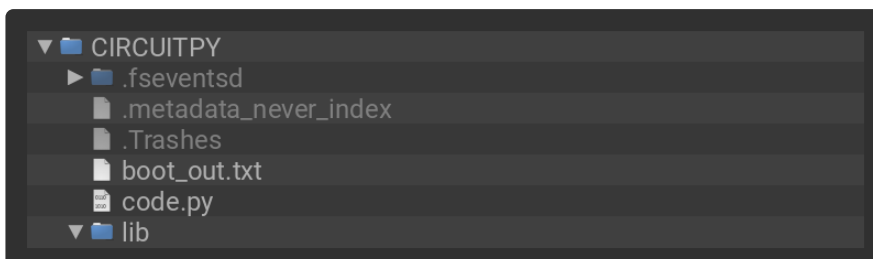 CIRCUITPY
.fseventsd
.metadata_never_index
.Trashes
boot_out.txt
code.py
lib